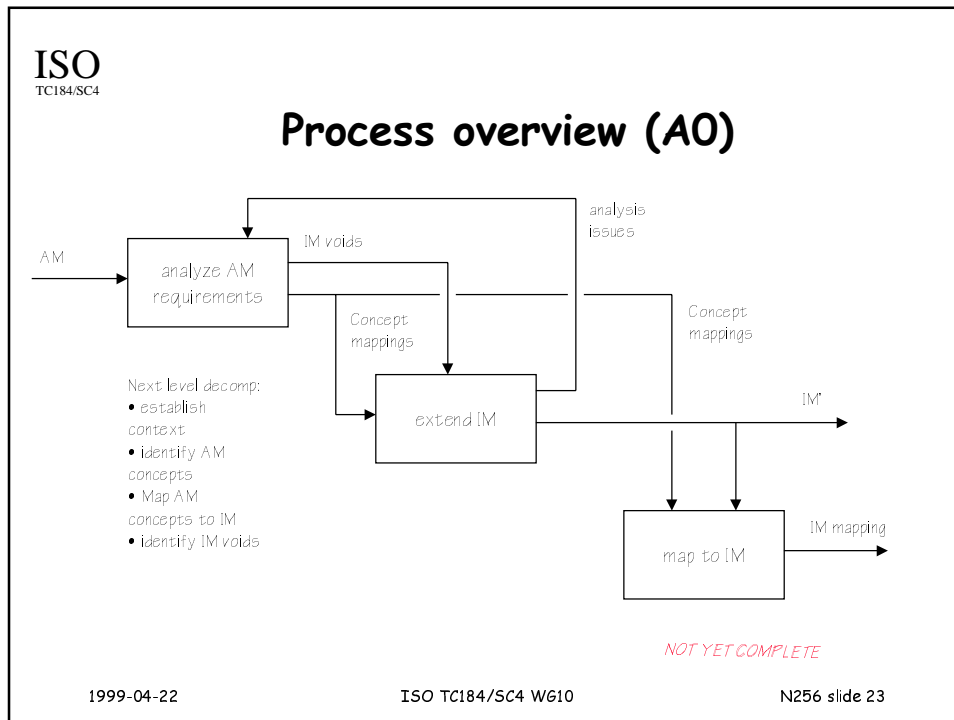 ISO
TC184/SC4
Process overview (A0)
analysis
issues
IM voids
AM
analyze AM
requirements
Concept
mappings
Concept
mappings
Next level decomp:
• establish
context
• identify AM
concepts
• Map AM
concepts to IM
• identify IM voids
extend IM
IM'
map to IM
IM mapping
NOT YET COMPLETE
1999-04-22
ISO TC184/SC4 WG10
N256 slide 23